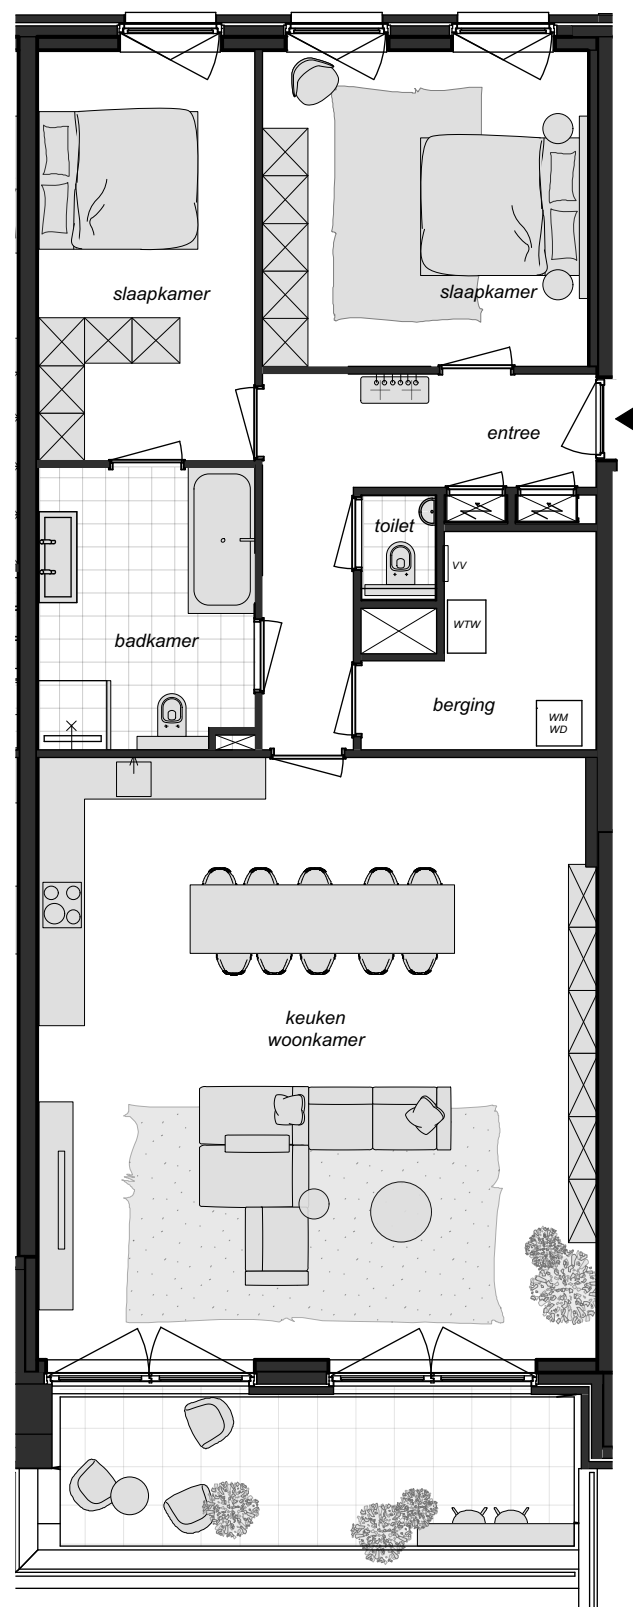 slaapkamer
slaapkamer
entree
toilet
VV
WTW
badkamer
berging
WM
WD
keuken
woonkamer